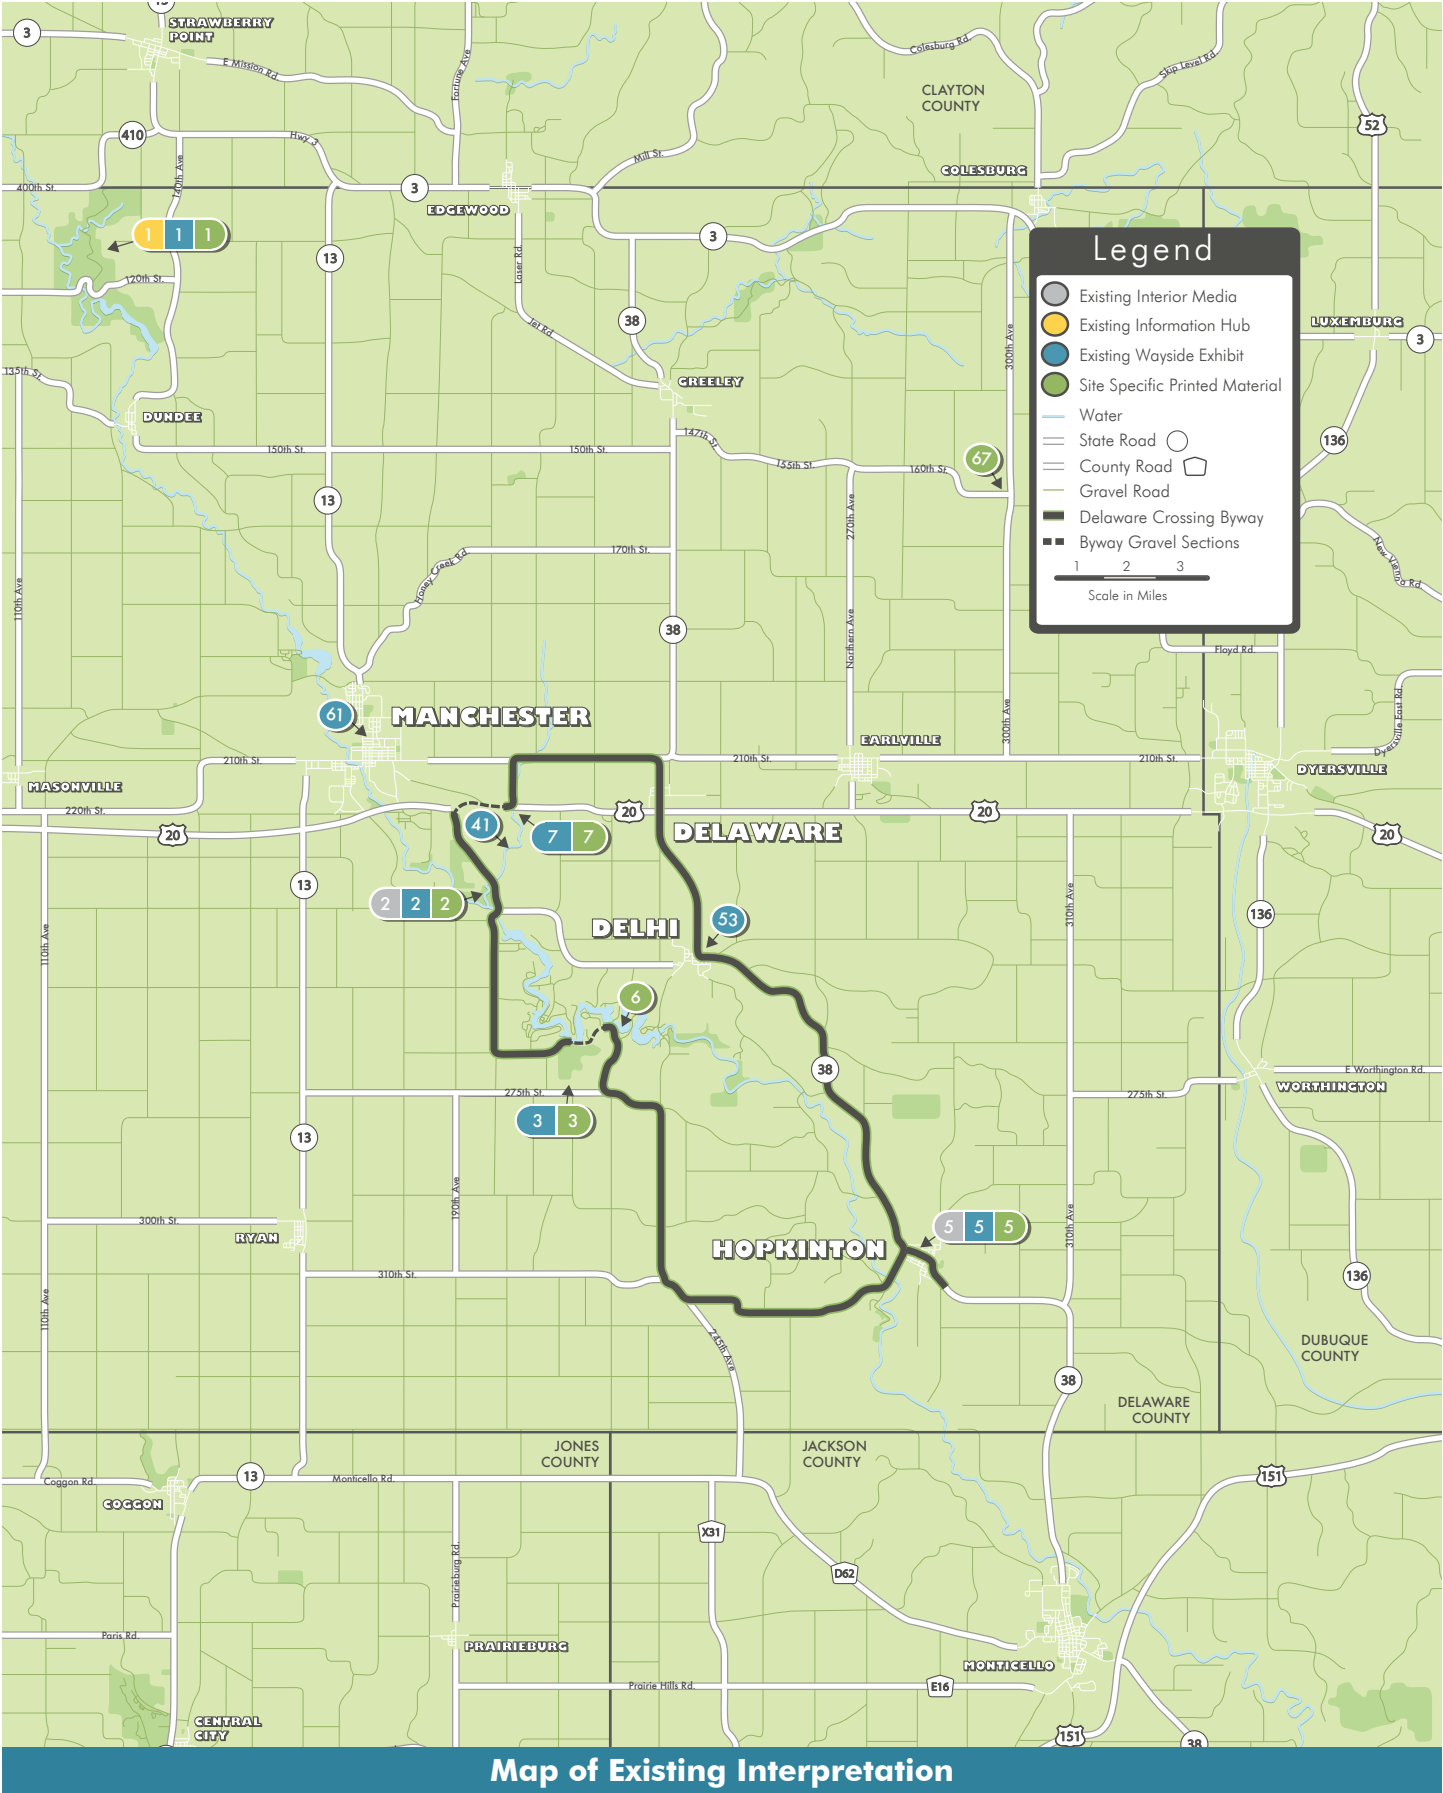 13
STRAWBERRY
POINT
3
E Mission Rd.
Fortune Ave
Colesburg Rd.
Skip Level Rd
CLAYTON
COUNTY
52
410
Hwy 3
Mill St.
140th Ave
COLESBURG
400th St.
3
EDGEWOOD
1 1 1
13
Laser Rd.
3
120th St.
38
Jet Rd
300th Ave
135th St.
GREELEY
DUNDEE
150th St.
150th St.
147th St.
155th St.
160th St.
67
13
270th Ave
Legend
Existing Interior Media
Existing Information Hub
Existing Wayside Exhibit
Site Specific Printed Material
Water
State Road
County Road
Gravel Road
Delaware Crossing Byway
Byway Gravel Sections
1 2 3
Scale in Miles
LUXEMBURG
3
136
New Vienna Rd
Honey Creek Rd
170th St.
110th Ave
38
Northern Ave
Floyd Rd.
61
MANCHESTER
300th Ave
Dyersville East Rd.
EARLVILLE
210th St.
210th St.
210th St.
DYERSVILLE
MASONVILLE
220th St.
20
20
20
20
41
7 7
DELAWARE
13
2 2 2
DELHI
53
310th Ave
136
110th Ave
6
38
E Worthington Rd.
WORTHINGTON
275th St.
275th St.
3 3
13
190th Ave
300th St.
RYAN
HOPKINTON
5 5 5
310th Ave
310th St.
136
110th Ave
245th Ave
DUBUQUE
COUNTY
38
DELAWARE
COUNTY
JONES
COUNTY
JACKSON
COUNTY
Coggon Rd.
13
Monticello Rd.
151
COGGON
X31
D62
Prairieburg Rd.
Paris Rd.
PRAIRIEBURG
MONTICELLO
Prairie Hills Rd.
E16
CENTRAL
CITY
151
38
Map of Existing Interpretation